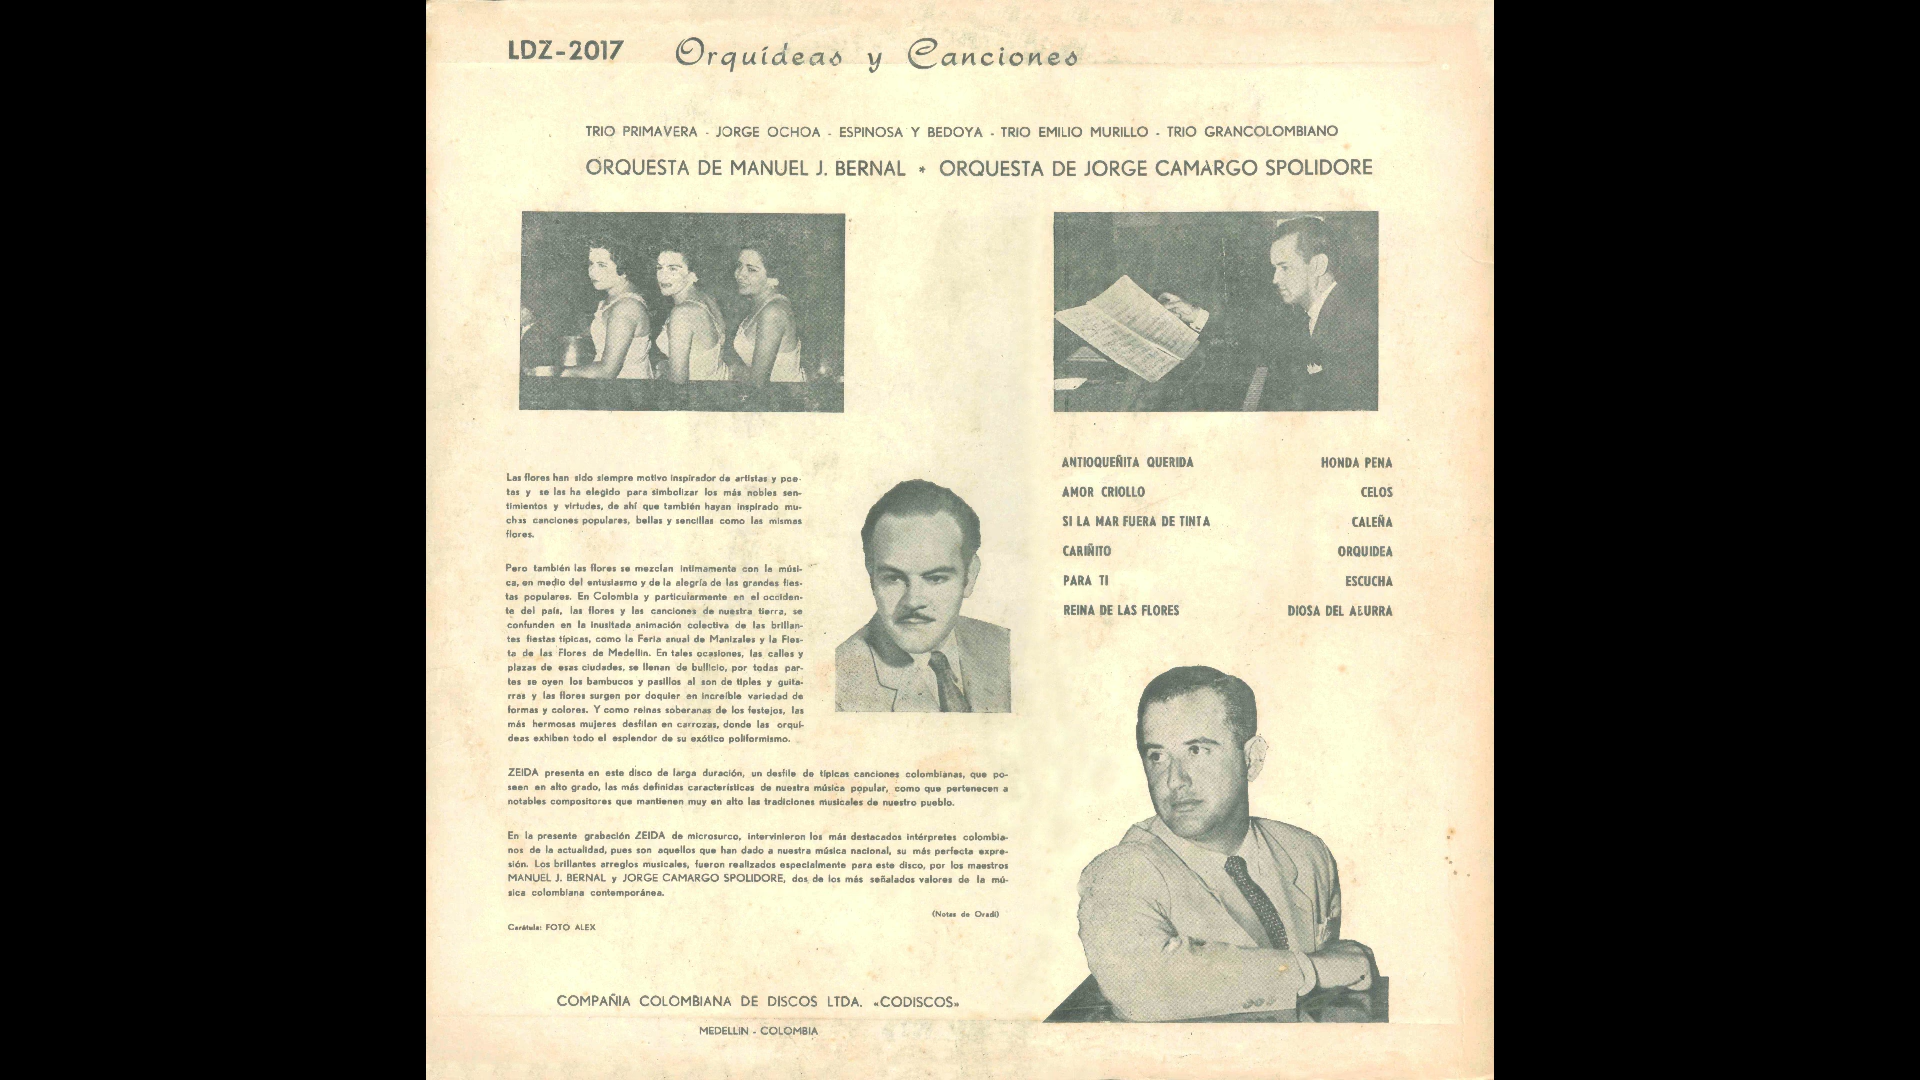 LDZ-2017 Orquídeas y Canciones
TRIO PRIMAVERA - JORGE OCHOA - ESPINOSA Y BEDOYA - TRIO EMILIO MURILLO - TRIO GRANCOLOMBIANO
ORQUESTA DE MANUEL J. BERNAL * ORQUESTA DE JORGE CAMARGO SPOLIDORE
Las flores han sido siempre motivo inspirador de artistas y poe-
tas y se las ha elegido para simbolizar los más nobles sen-
timientos y virtudes, de ahí que también hayan inspirado mu-
chas canciones populares, bellas y sencillas como las mismas
flores.
Pero también las flores se mezclan intimamente con la músi-
ca, en medio del entusiasmo y de la alegría de las grandes fies-
tas populares. En Colombia y particularmente en el occiden-
te del país, las flores y las canciones de nuestra tierra, se
confunden en la inusitada animación colectiva de las brillan-
tes fiestas típicas, como la Feria anual de Manizales y la Fies-
ta de las Flores de Medellin. En tales ocasiones, las calles y
plazas de esas ciudades, se llenan de bullicio, por todas par-
tes se oyen los bambucos y pasillos al son de tiples y guita-
rras y las flores surgen por doquier en increíble variedad de
formas y colores. Y como reinas soberanas de los festejos, las
más hermosas mujeres desfilan en carrozas, donde las orquí-
deas exhiben todo el esplendor de su exótico poliformismo.
ZEIDA presenta en este disco de larga duración, un desfile de típicas canciones colombianas, que po-
seen en alto grado, las más definidas características de nuestra música popular, como que pertenecen a
notables compositores que mantienen muy en alto las tradiciones musicales de nuestro pueblo.
En la presente grabación ZEIDA de microsurco, intervinieron los más destacados intérpretes colombia-
nos de la actualidad, pues son aquellos que han dado a nuestra música nacional, su más perfecta expre-
sión. Los brillantes arreglos musicales, fueron realizados especialmente para este disco, por los maestros
MANUEL J. BERNAL y JORGE CAMARGO SPOLIDORE, dos de los más señalados valores de la mú-
sica colombiana contemporánea.
(Notas de Oradi)
Carátula: FOTO ALEX
ANTIOQUEÑITA QUERIDA HONDA PENA
AMOR CRIOLLO CELOS
SI LA MAR FUERA DE TINTA CALEÑA
CARIÑITO ORQUIDEA
PARA TI ESCUCHA
REINA DE LAS FLORES DIOSA DEL ABURRA
COMPAÑIA COLOMBIANA DE DISCOS LTDA. «CODISCOS»
MEDELLIN - COLOMBIA